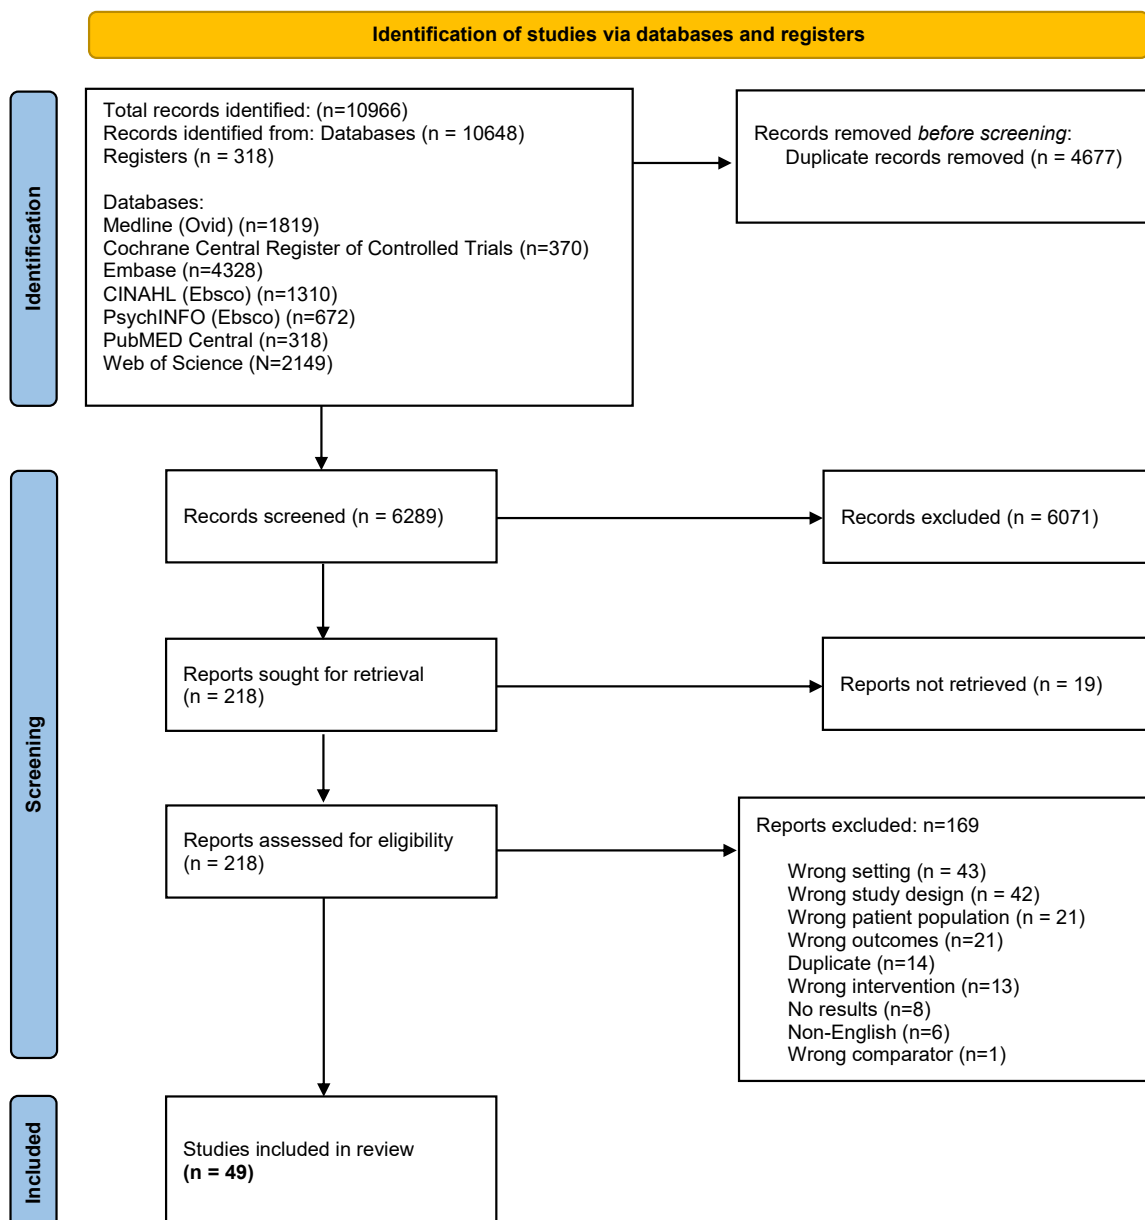 Identification of studies via databases and registers
Identification
Total records identified: (n=10966)
Records identified from: Databases (n = 10648)
Registers (n = 318)
Databases:
Medline (Ovid) (n=1819)
Cochrane Central Register of Controlled Trials (n=370)
Embase (n=4328)
CINAHL (Ebsco) (n=1310)
PsychINFO (Ebsco) (n=672)
PubMED Central (n=318)
Web of Science (N=2149)
Records removed before screening:
Duplicate records removed (n = 4677)
Screening
Records screened (n = 6289)
Records excluded (n = 6071)
Reports sought for retrieval
(n = 218)
Reports not retrieved (n = 19)
Reports assessed for eligibility
(n = 218)
Reports excluded: n=169
Wrong setting (n = 43)
Wrong study design (n = 42)
Wrong patient population (n = 21)
Wrong outcomes (n=21)
Duplicate (n=14)
Wrong intervention (n=13)
No results (n=8)
Non-English (n=6)
Wrong comparator (n=1)
Included
Studies included in review
(n = 49)